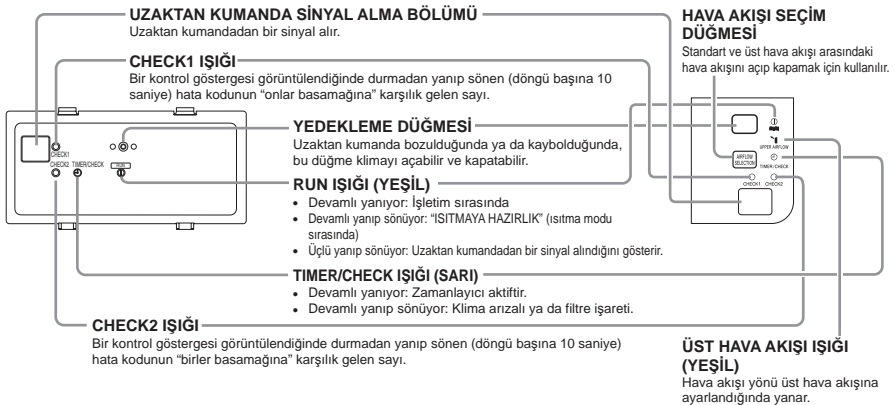 UZAKTAN KUMANDA SİNYAL ALMA BÖLÜMÜ
Uzaktan kumandadan bir sinyal alır.
CHECK1 IŞIĞI
Bir kontrol göstergesi görüntülendiğinde durmadan yanıp sönen (döngü başına 10
saniye) hata kodunun “onlar basamağına” karşılık gelen sayı.
YEDEKLEME DÜĞMESİ
Uzaktan kumanda bozulduğunda ya da kaybolduğunda,
bu düğme klimayı açabilir ve kapatabilir.
RUN IŞIĞI (YEŞİL)
• Devamlı yanıyor: İşletim sırasında
• Devamlı yanıp sönüyor: “ISITMAYA HAZIRLIK” (ısıtma modu
sırasında)
• Üçlü yanıp sönüyor: Uzaktan kumandadan bir sinyal alındığını gösterir.
TIMER/CHECK IŞIĞI (SARI)
• Devamlı yanıyor: Zamanlayıcı aktiftir.
• Devamlı yanıp sönüyor: Klima arızalı ya da filtre işareti.
CHECK2 IŞIĞI
Bir kontrol göstergesi görüntülendiğinde durmadan yanıp sönen (döngü başına 10 saniye)
hata kodunun “birler basamağına” karşılık gelen sayı.
CHECK1
CHECK2 TIMER/CHECK
RUN
HAVA AKIŞI SEÇİM
DÜĞMESİ
Standart ve üst hava akışı arasındaki
hava akışını açıp kapamak için kullanılır.
UPPER AIRFLOW
AIRFLOW
SELECTION
TIMER/CHECK
CHECK1 CHECK2
ÜST HAVA AKIŞI IŞIĞI
(YEŞİL)
Hava akışı yönü üst hava akışına
ayarlandığında yanar.